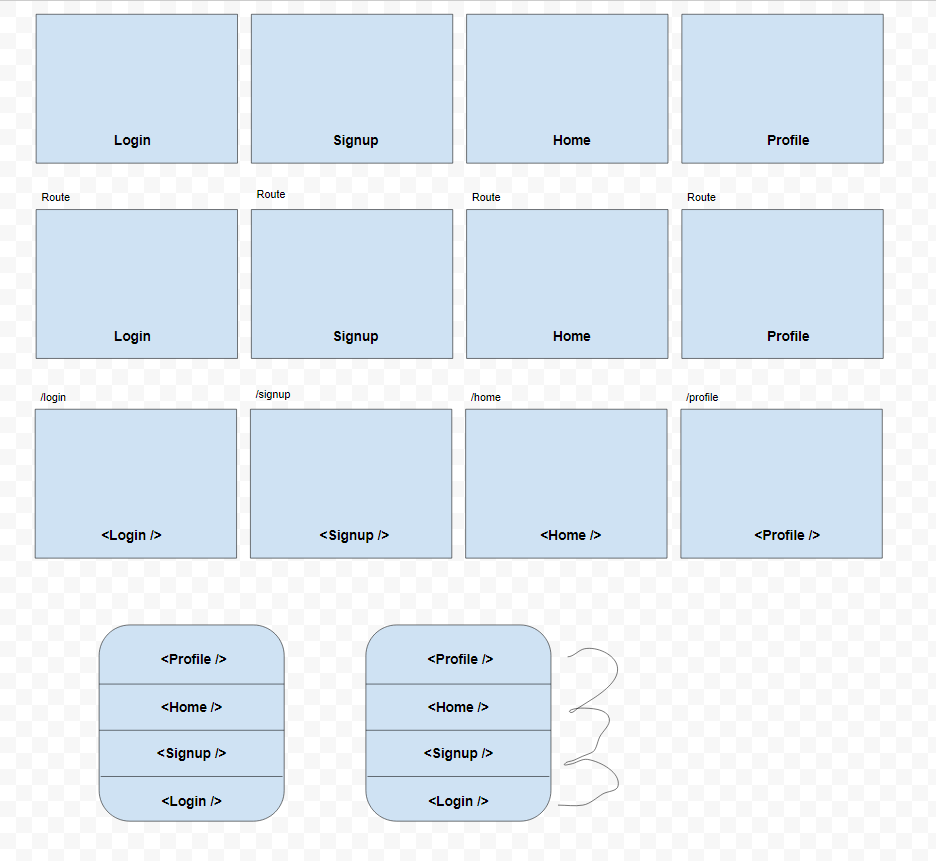 Login Signup Home Profile
Route Route Route Route
Login Signup Home Profile
/login /signup /home /profile
<Login /> <Signup /> <Home /> <Profile />
<Profile /> <Profile />
<Home /> <Home />
<Signup /> <Signup />
<Login /> <Login />